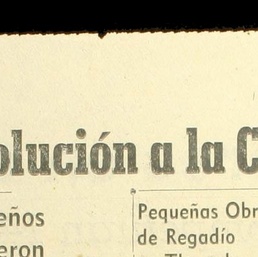 olución a la C
eños
eron
Pequeñas Obr
de Regadío